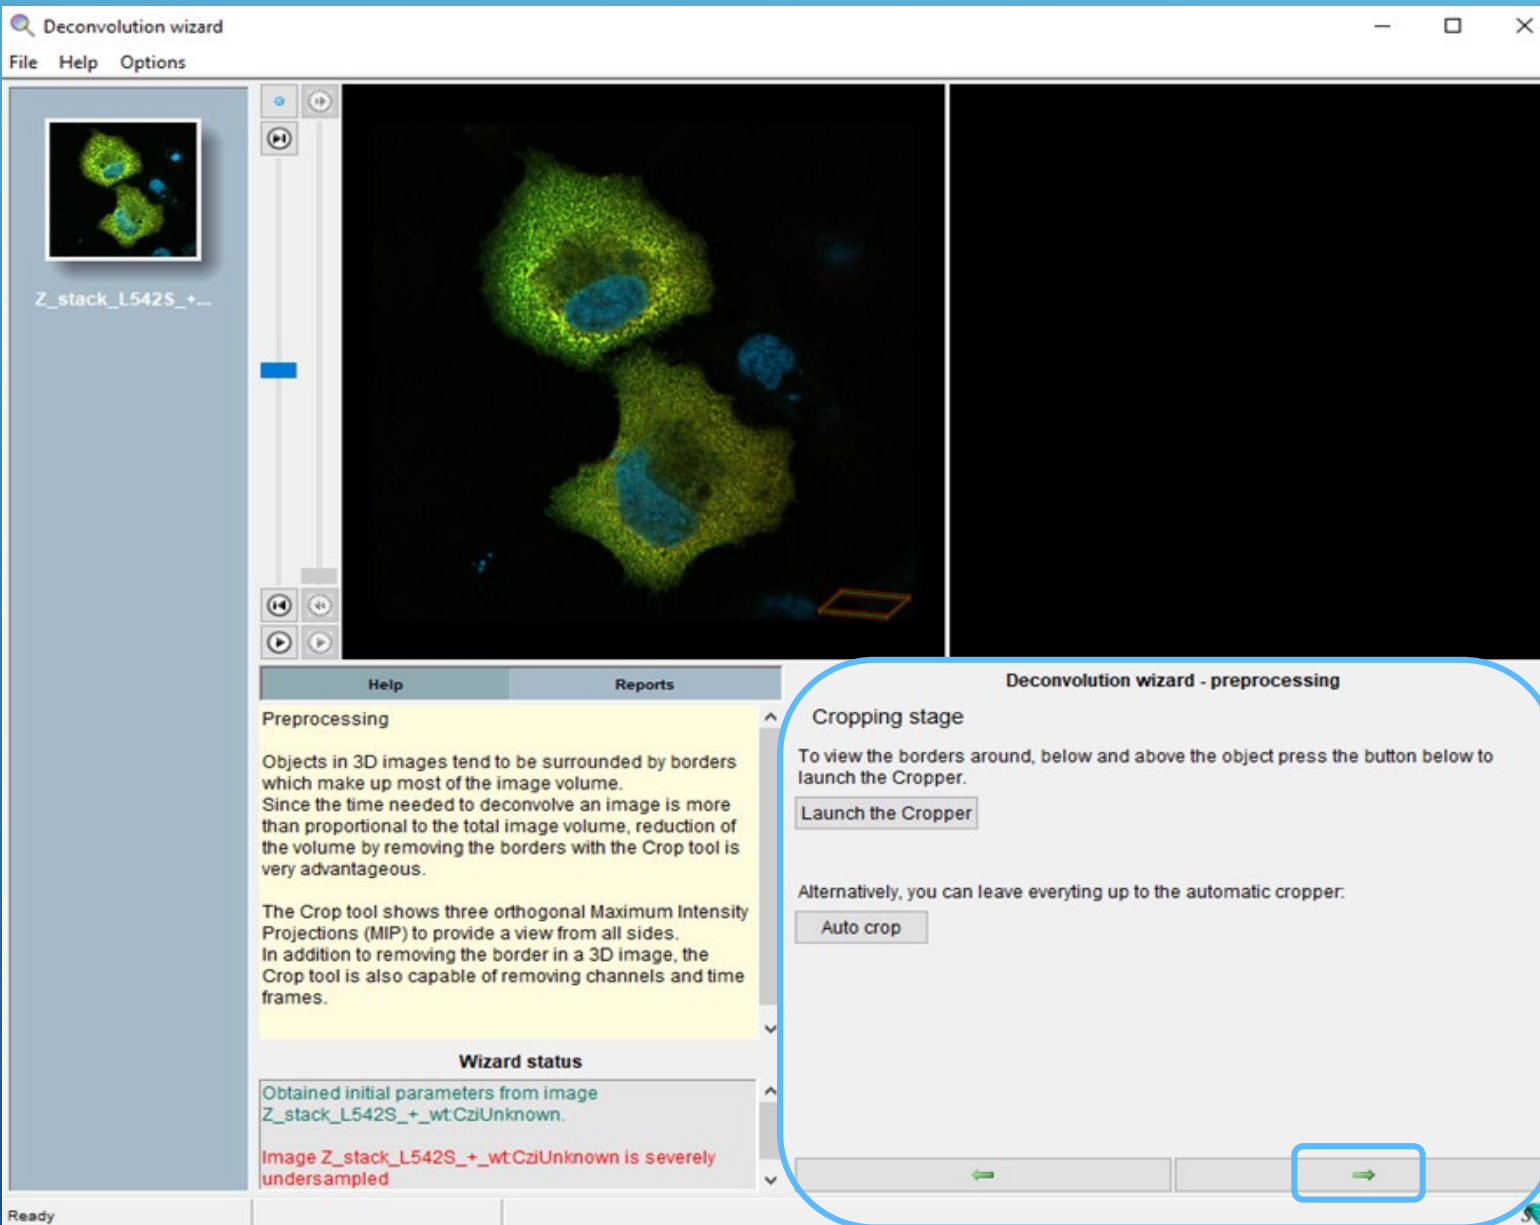 Deconvolution wizard
File Help Options
Z_stack_L542S_+...
Help
Reports
Preprocessing
Objects in 3D images tend to be surrounded by borders
which make up most of the image volume.
Since the time needed to deconvolve an image is more
than proportional to the total image volume, reduction of
the volume by removing the borders with the Crop tool is
very advantageous.
The Crop tool shows three orthogonal Maximum Intensity
Projections (MIP) to provide a view from all sides.
In addition to removing the border in a 3D image, the
Crop tool is also capable of removing channels and time
frames.
Wizard status
Obtained initial parameters from image
Z_stack_L542S_+_wt:CziUnknown.
Image Z_stack_L542S_+_wt:CziUnknown is severely
undersampled
Deconvolution wizard - preprocessing
Cropping stage
To view the borders around, below and above the object press the button below to
launch the Cropper.
Launch the Cropper
Alternatively, you can leave everyting up to the automatic cropper:
Auto crop
Ready